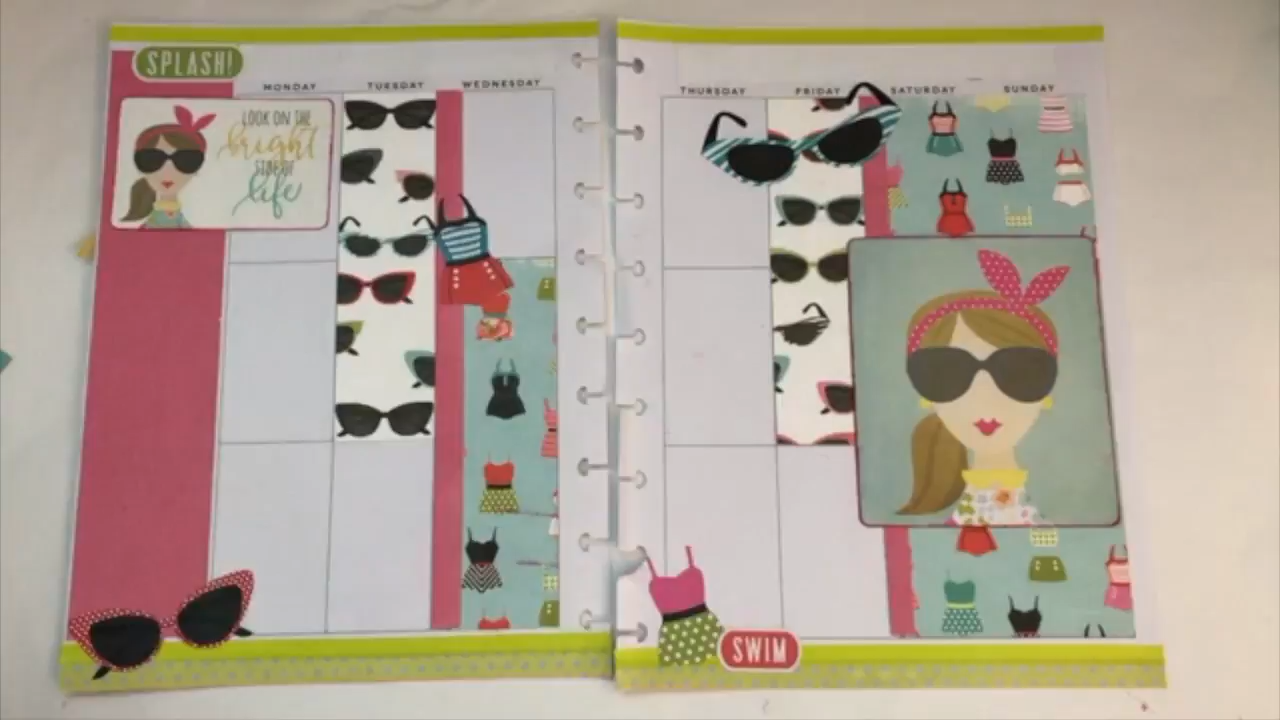 SPLASH!
MONDAY
TUESDAY
WEDNESDAY
LOOK ON THE
bright
SIDE OF
life
THURSDAY
FRIDAY
SATURDAY
SUNDAY
SWIM